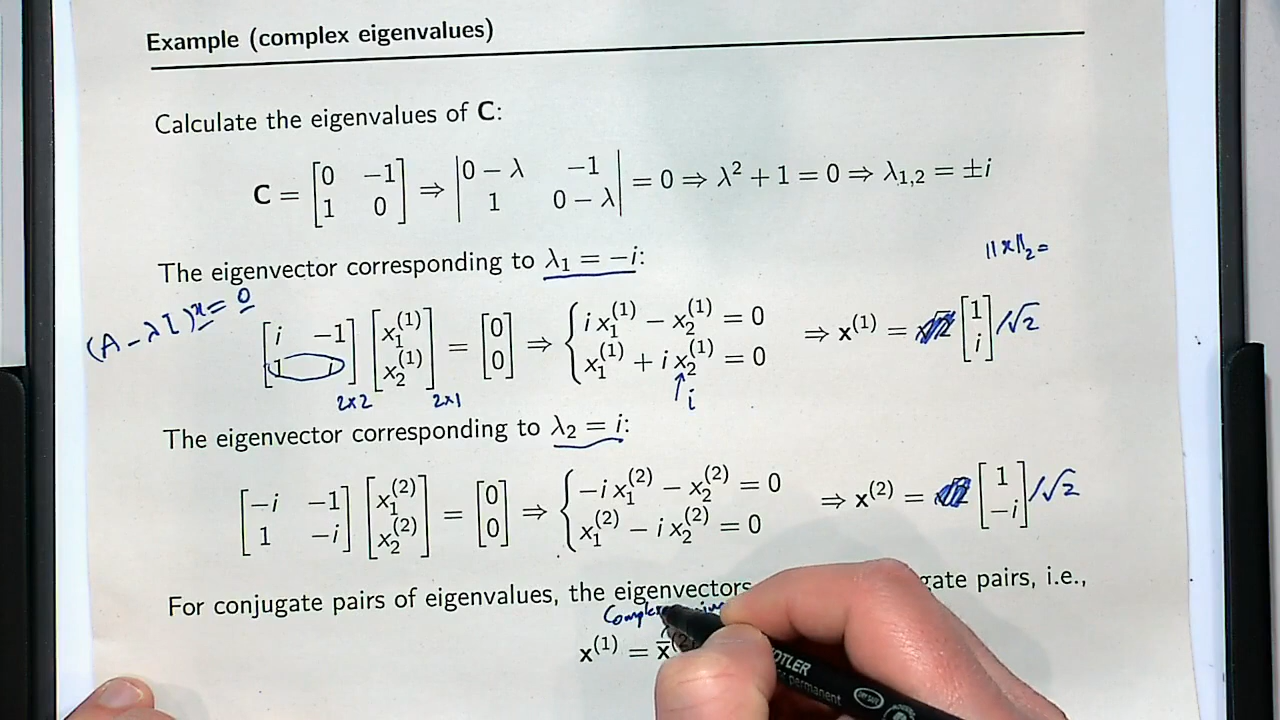 Example (complex eigenvalues)
Calculate the eigenvalues of C:
C = [0 −1; 1 0] ⇒ |0 − λ −1; 1 0 − λ| = 0 ⇒ λ² + 1 = 0 ⇒ λ₁,₂ = ±i
||x||₂ =
The eigenvector corresponding to λ₁ = −i:
(A − λI)x = 0
[i −1; 1 i] [x₁⁽¹⁾; x₂⁽¹⁾] = [0; 0] ⇒ { i x₁⁽¹⁾ − x₂⁽¹⁾ = 0; x₁⁽¹⁾ + i x₂⁽¹⁾ = 0 ⇒ x⁽¹⁾ = [1; i] /√2
2x2 2x1 ↑ i
The eigenvector corresponding to λ₂ = i:
[−i −1; 1 −i] [x₁⁽²⁾; x₂⁽²⁾] = [0; 0] ⇒ { −i x₁⁽²⁾ − x₂⁽²⁾ = 0; x₁⁽²⁾ − i x₂⁽²⁾ = 0 ⇒ x⁽²⁾ = [1; −i] /√2
For conjugate pairs of eigenvalues, the eigenvectors gate pairs, i.e.,
x⁽¹⁾ = x̄⁽²
permanent